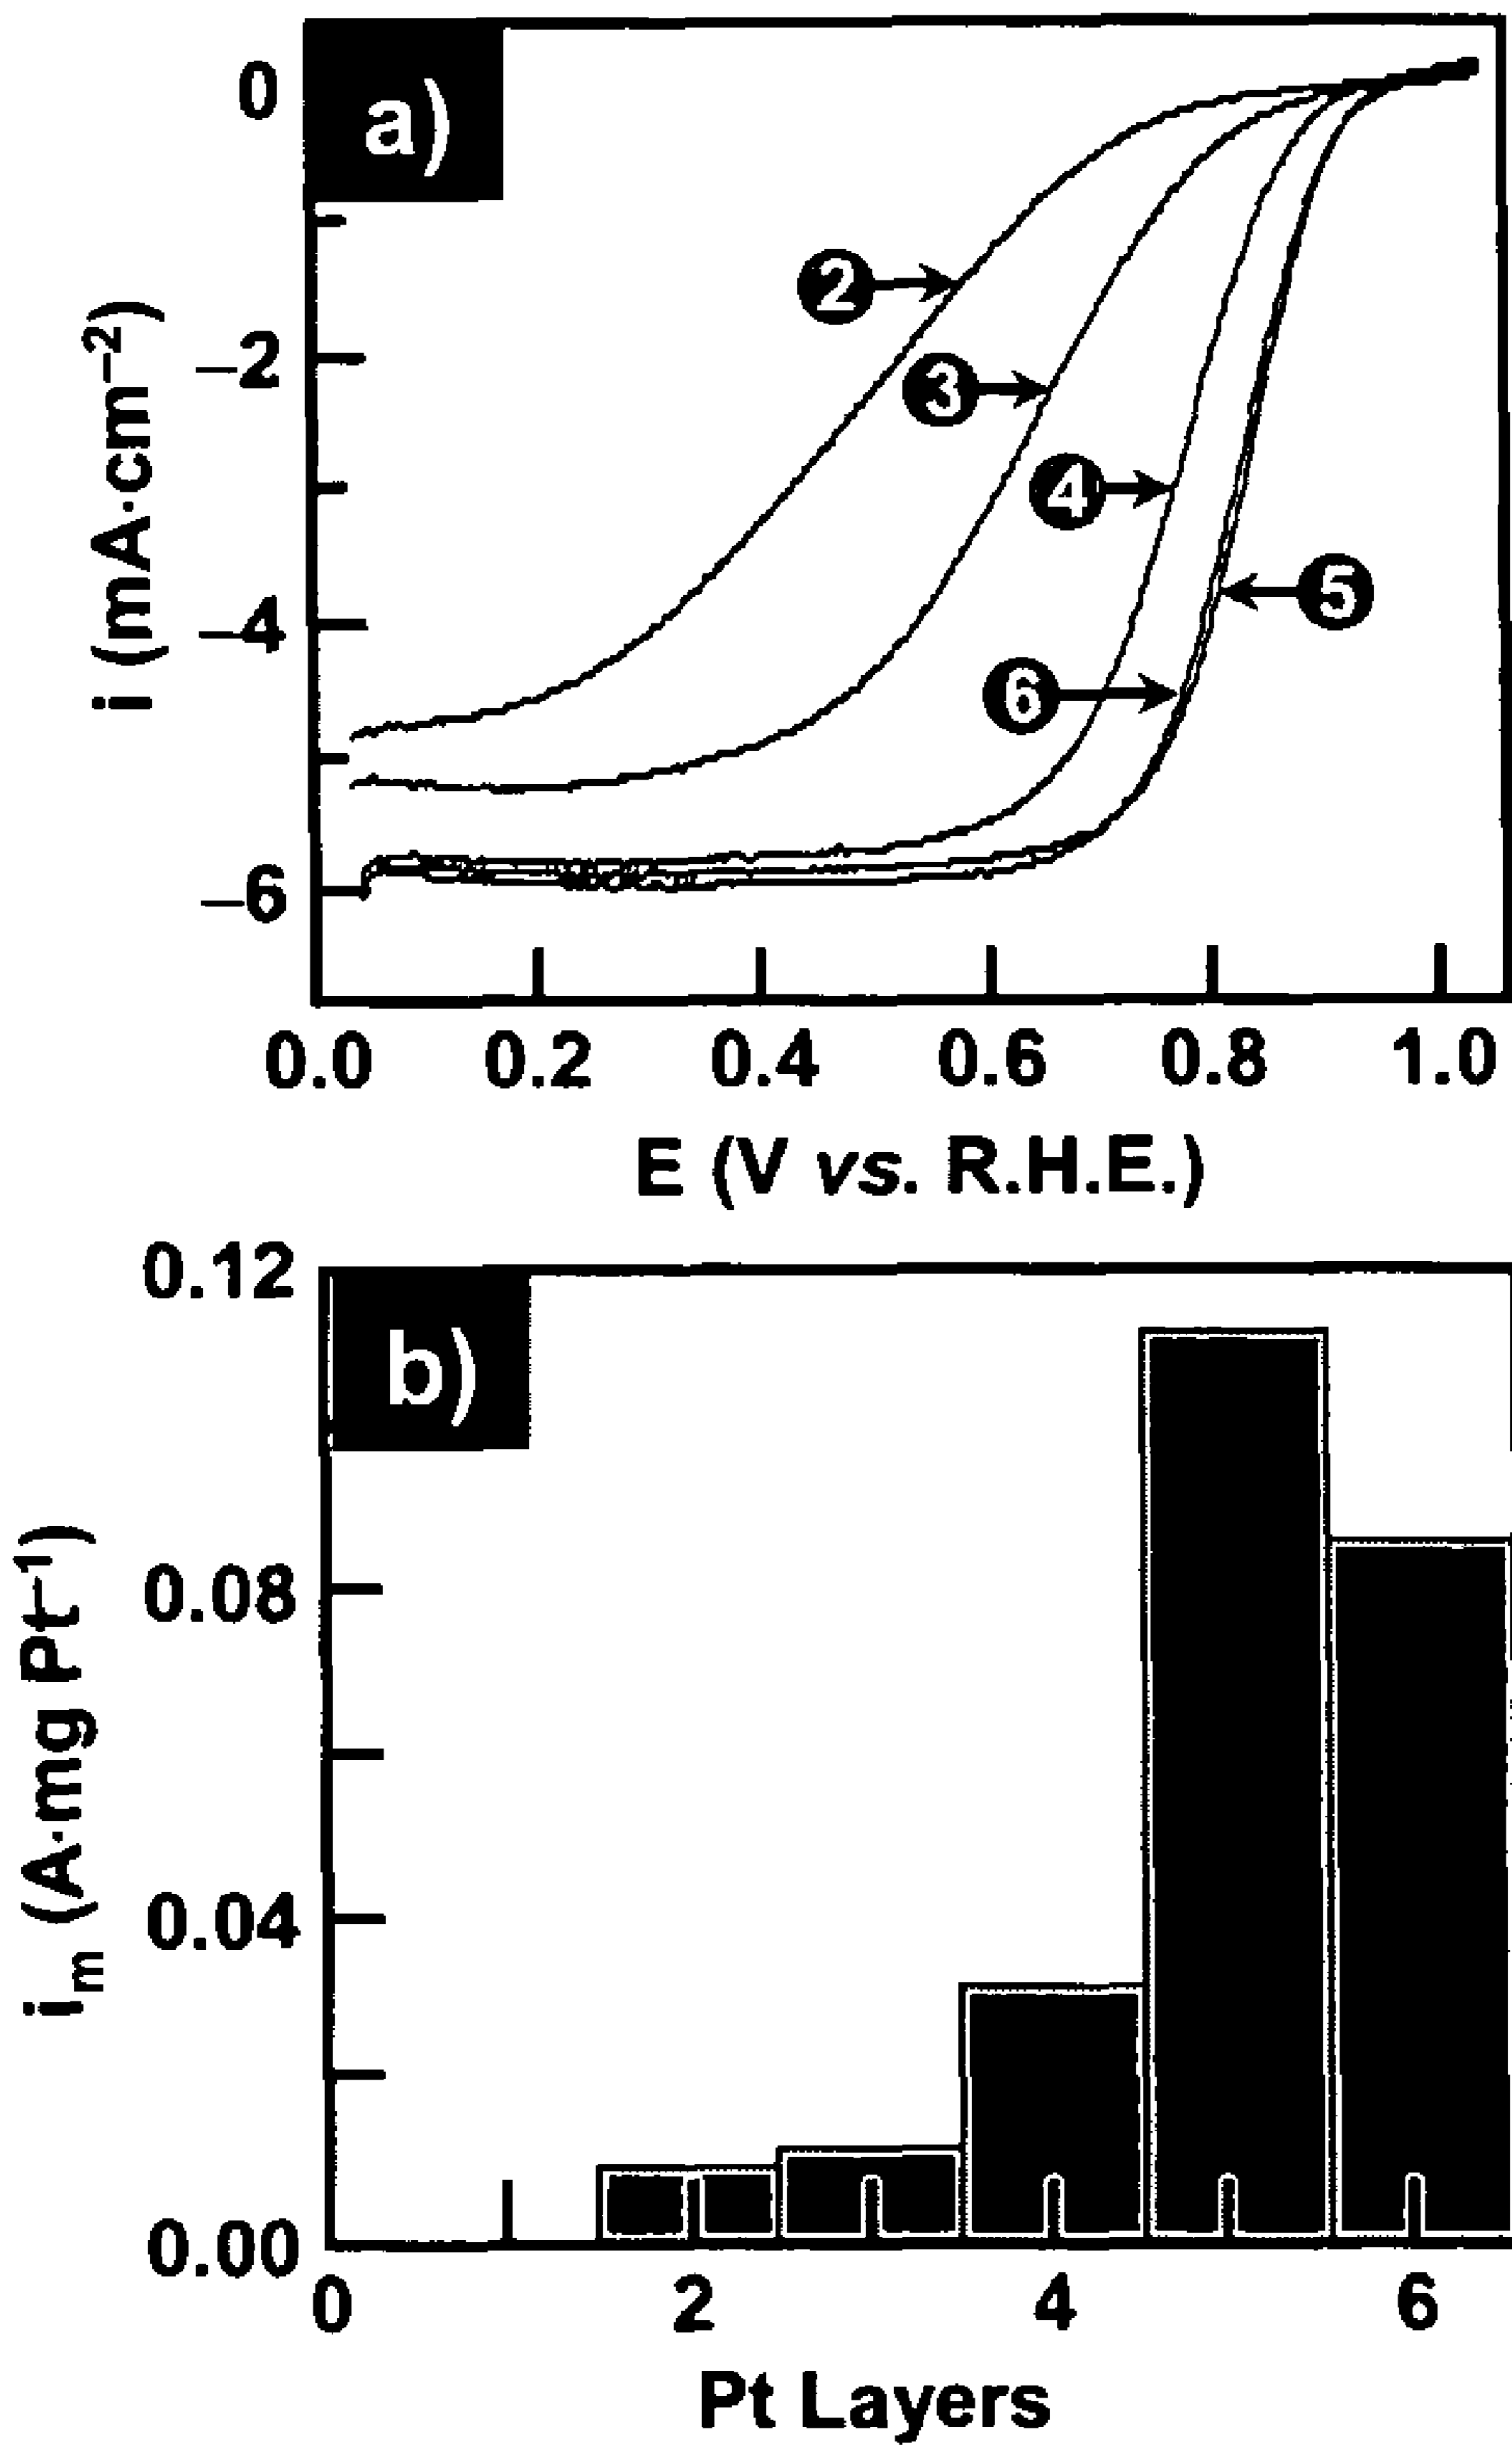 a)
0
−2
−4
−6
i (mA·cm⁻²)
2
3
4
5
6
0.0 0.2 0.4 0.6 0.8 1.0
E (V vs. R.H.E.)
b)
0.12
0.08
0.04
0.00
iₘ (A·mg Pt⁻¹)
0 2 4 6
Pt Layers